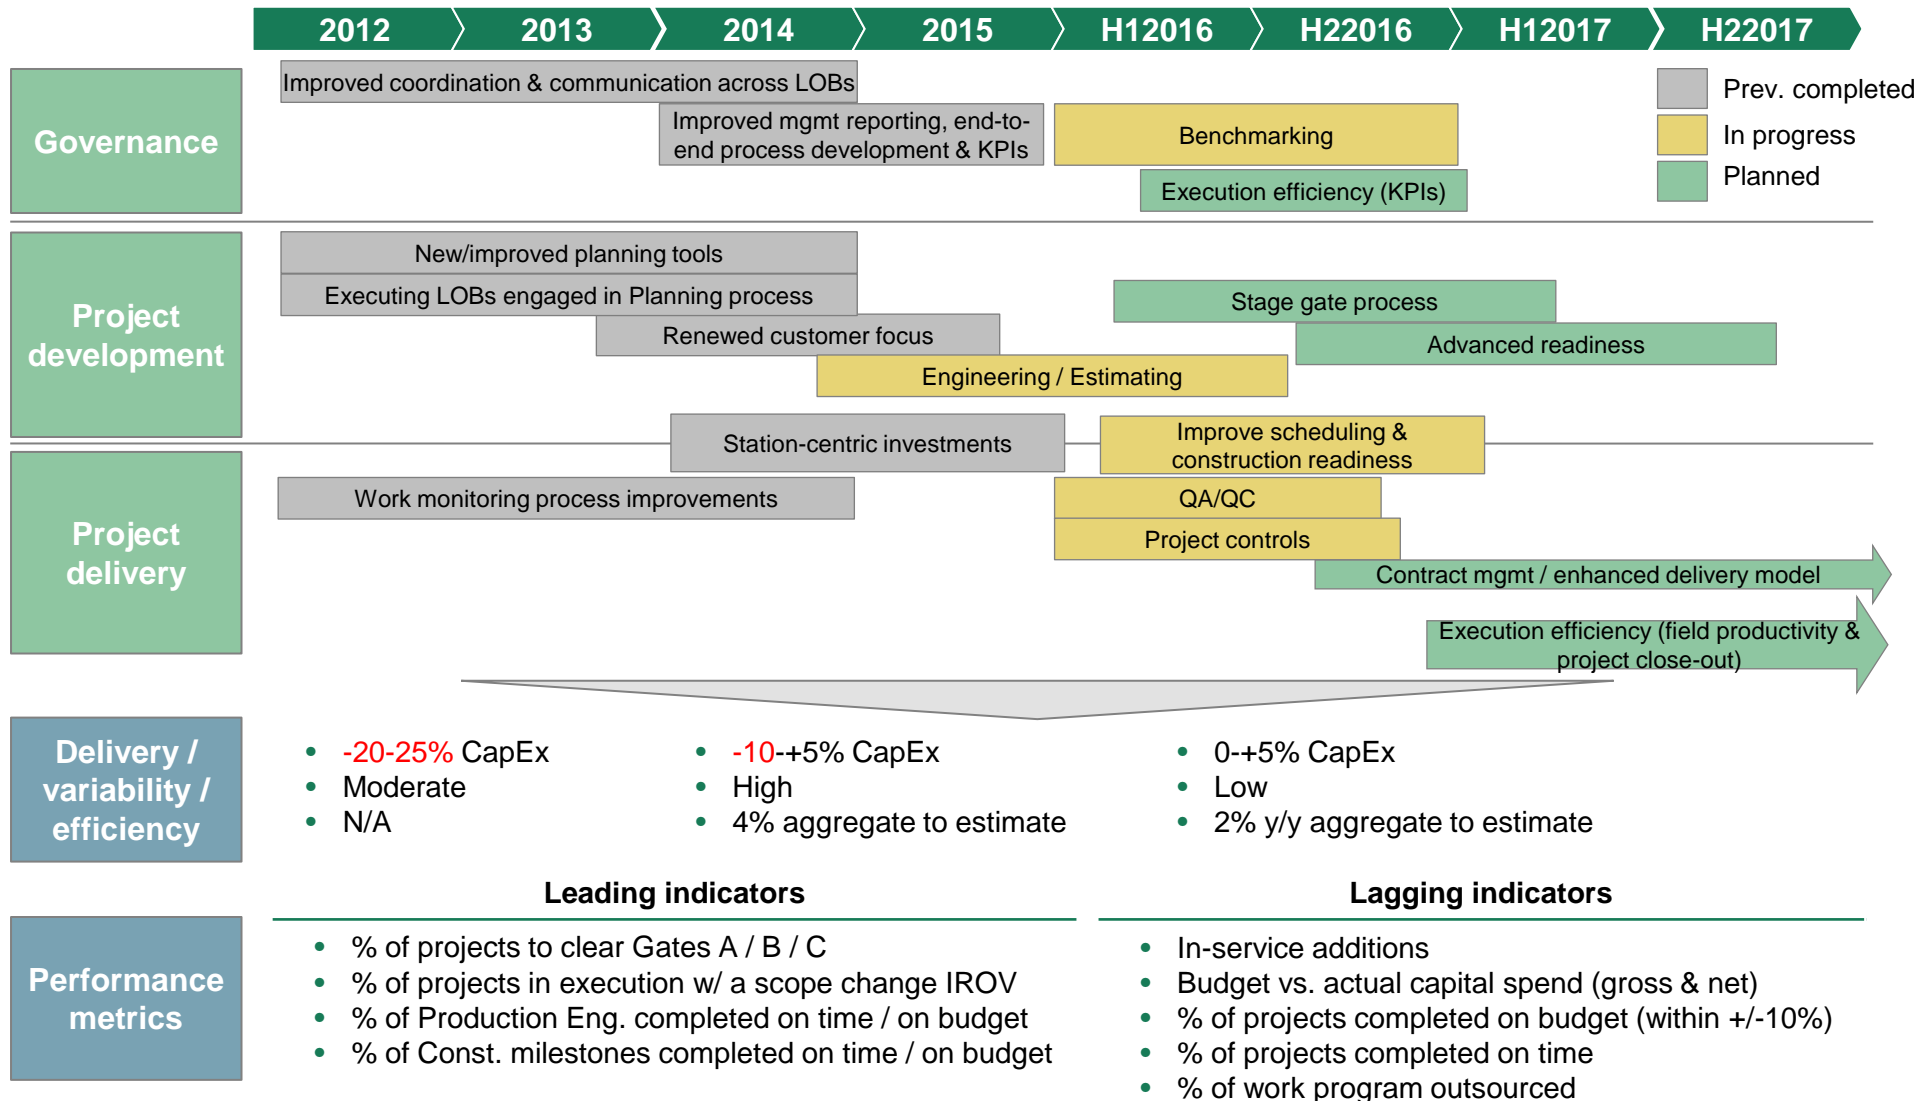 2012 2013 2014 2015 H12016 H22016 H12017 H22017
Prev. completed
In progress
Planned
Governance
Improved coordination & communication across LOBs
Improved mgmt reporting, end-to-
end process development & KPIs
Benchmarking
Execution efficiency (KPIs)
Project
development
New/improved planning tools
Executing LOBs engaged in Planning process
Renewed customer focus
Engineering / Estimating
Stage gate process
Advanced readiness
Station-centric investments
Improve scheduling &
construction readiness
Project
delivery
Work monitoring process improvements
QA/QC
Project controls
Contract mgmt / enhanced delivery model
Execution efficiency (field productivity &
project close-out)
Delivery /
variability /
efficiency
• -20-25% CapEx
• Moderate
• N/A
• -10-+5% CapEx
• High
• 4% aggregate to estimate
• 0-+5% CapEx
• Low
• 2% y/y aggregate to estimate
Performance
metrics
Leading indicators
• % of projects to clear Gates A / B / C
• % of projects in execution w/ a scope change IROV
• % of Production Eng. completed on time / on budget
• % of Const. milestones completed on time / on budget
Lagging indicators
• In-service additions
• Budget vs. actual capital spend (gross & net)
• % of projects completed on budget (within +/-10%)
• % of projects completed on time
• % of work program outsourced